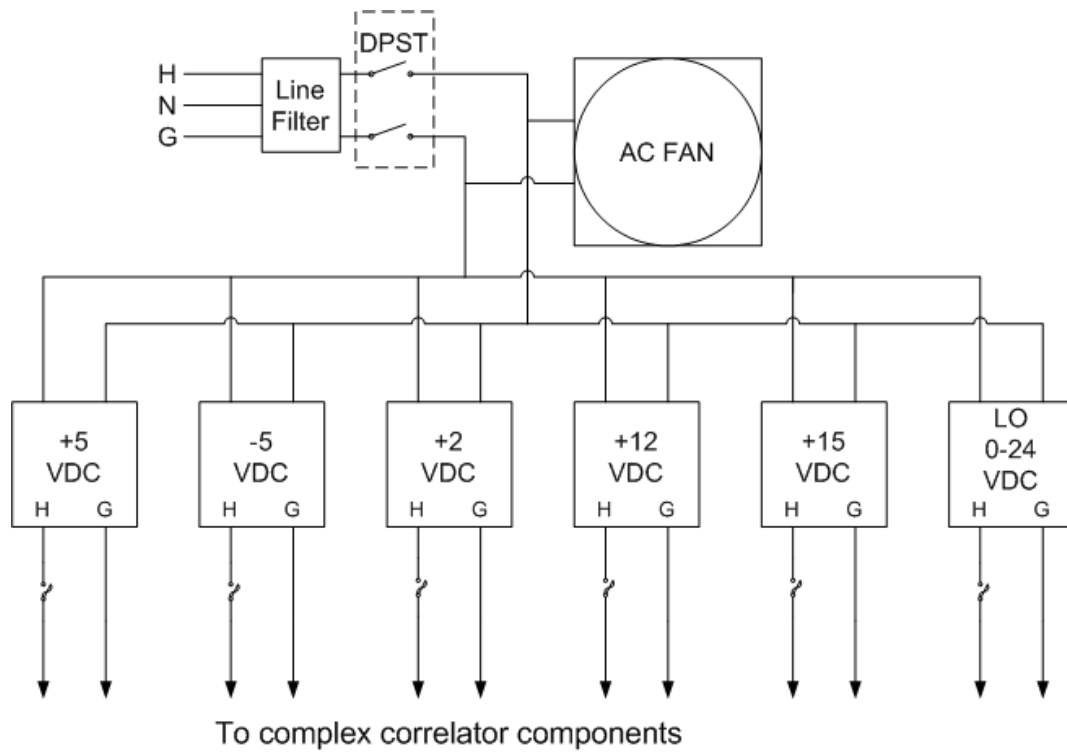 DPST
H
N
G
Line
Filter
AC FAN
+5
VDC
H G
-5
VDC
H G
+2
VDC
H G
+12
VDC
H G
+15
VDC
H G
LO
0-24
VDC
H G
To complex correlator components